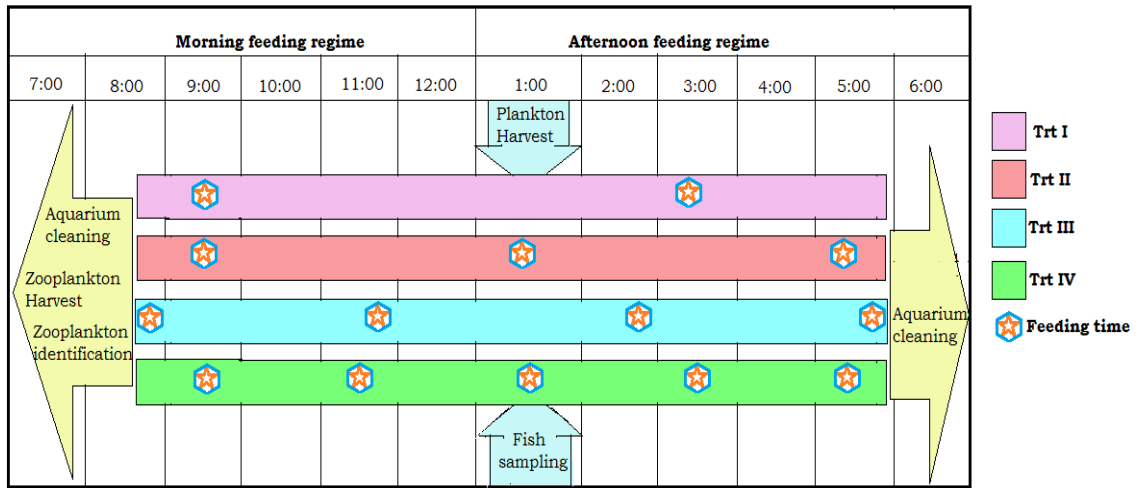 Morning feeding regime
Afternoon feeding regime
7:00
8:00
9:00
10:00
11:00
12:00
1:00
2:00
3:00
4:00
5:00
6:00
Plankton
Harvest
Aquarium
cleaning
Zooplankton
Harvest
Zooplankton
identification
Aquarium
cleaning
Fish
sampling
Trt I
Trt II
Trt III
Trt IV
Feeding time